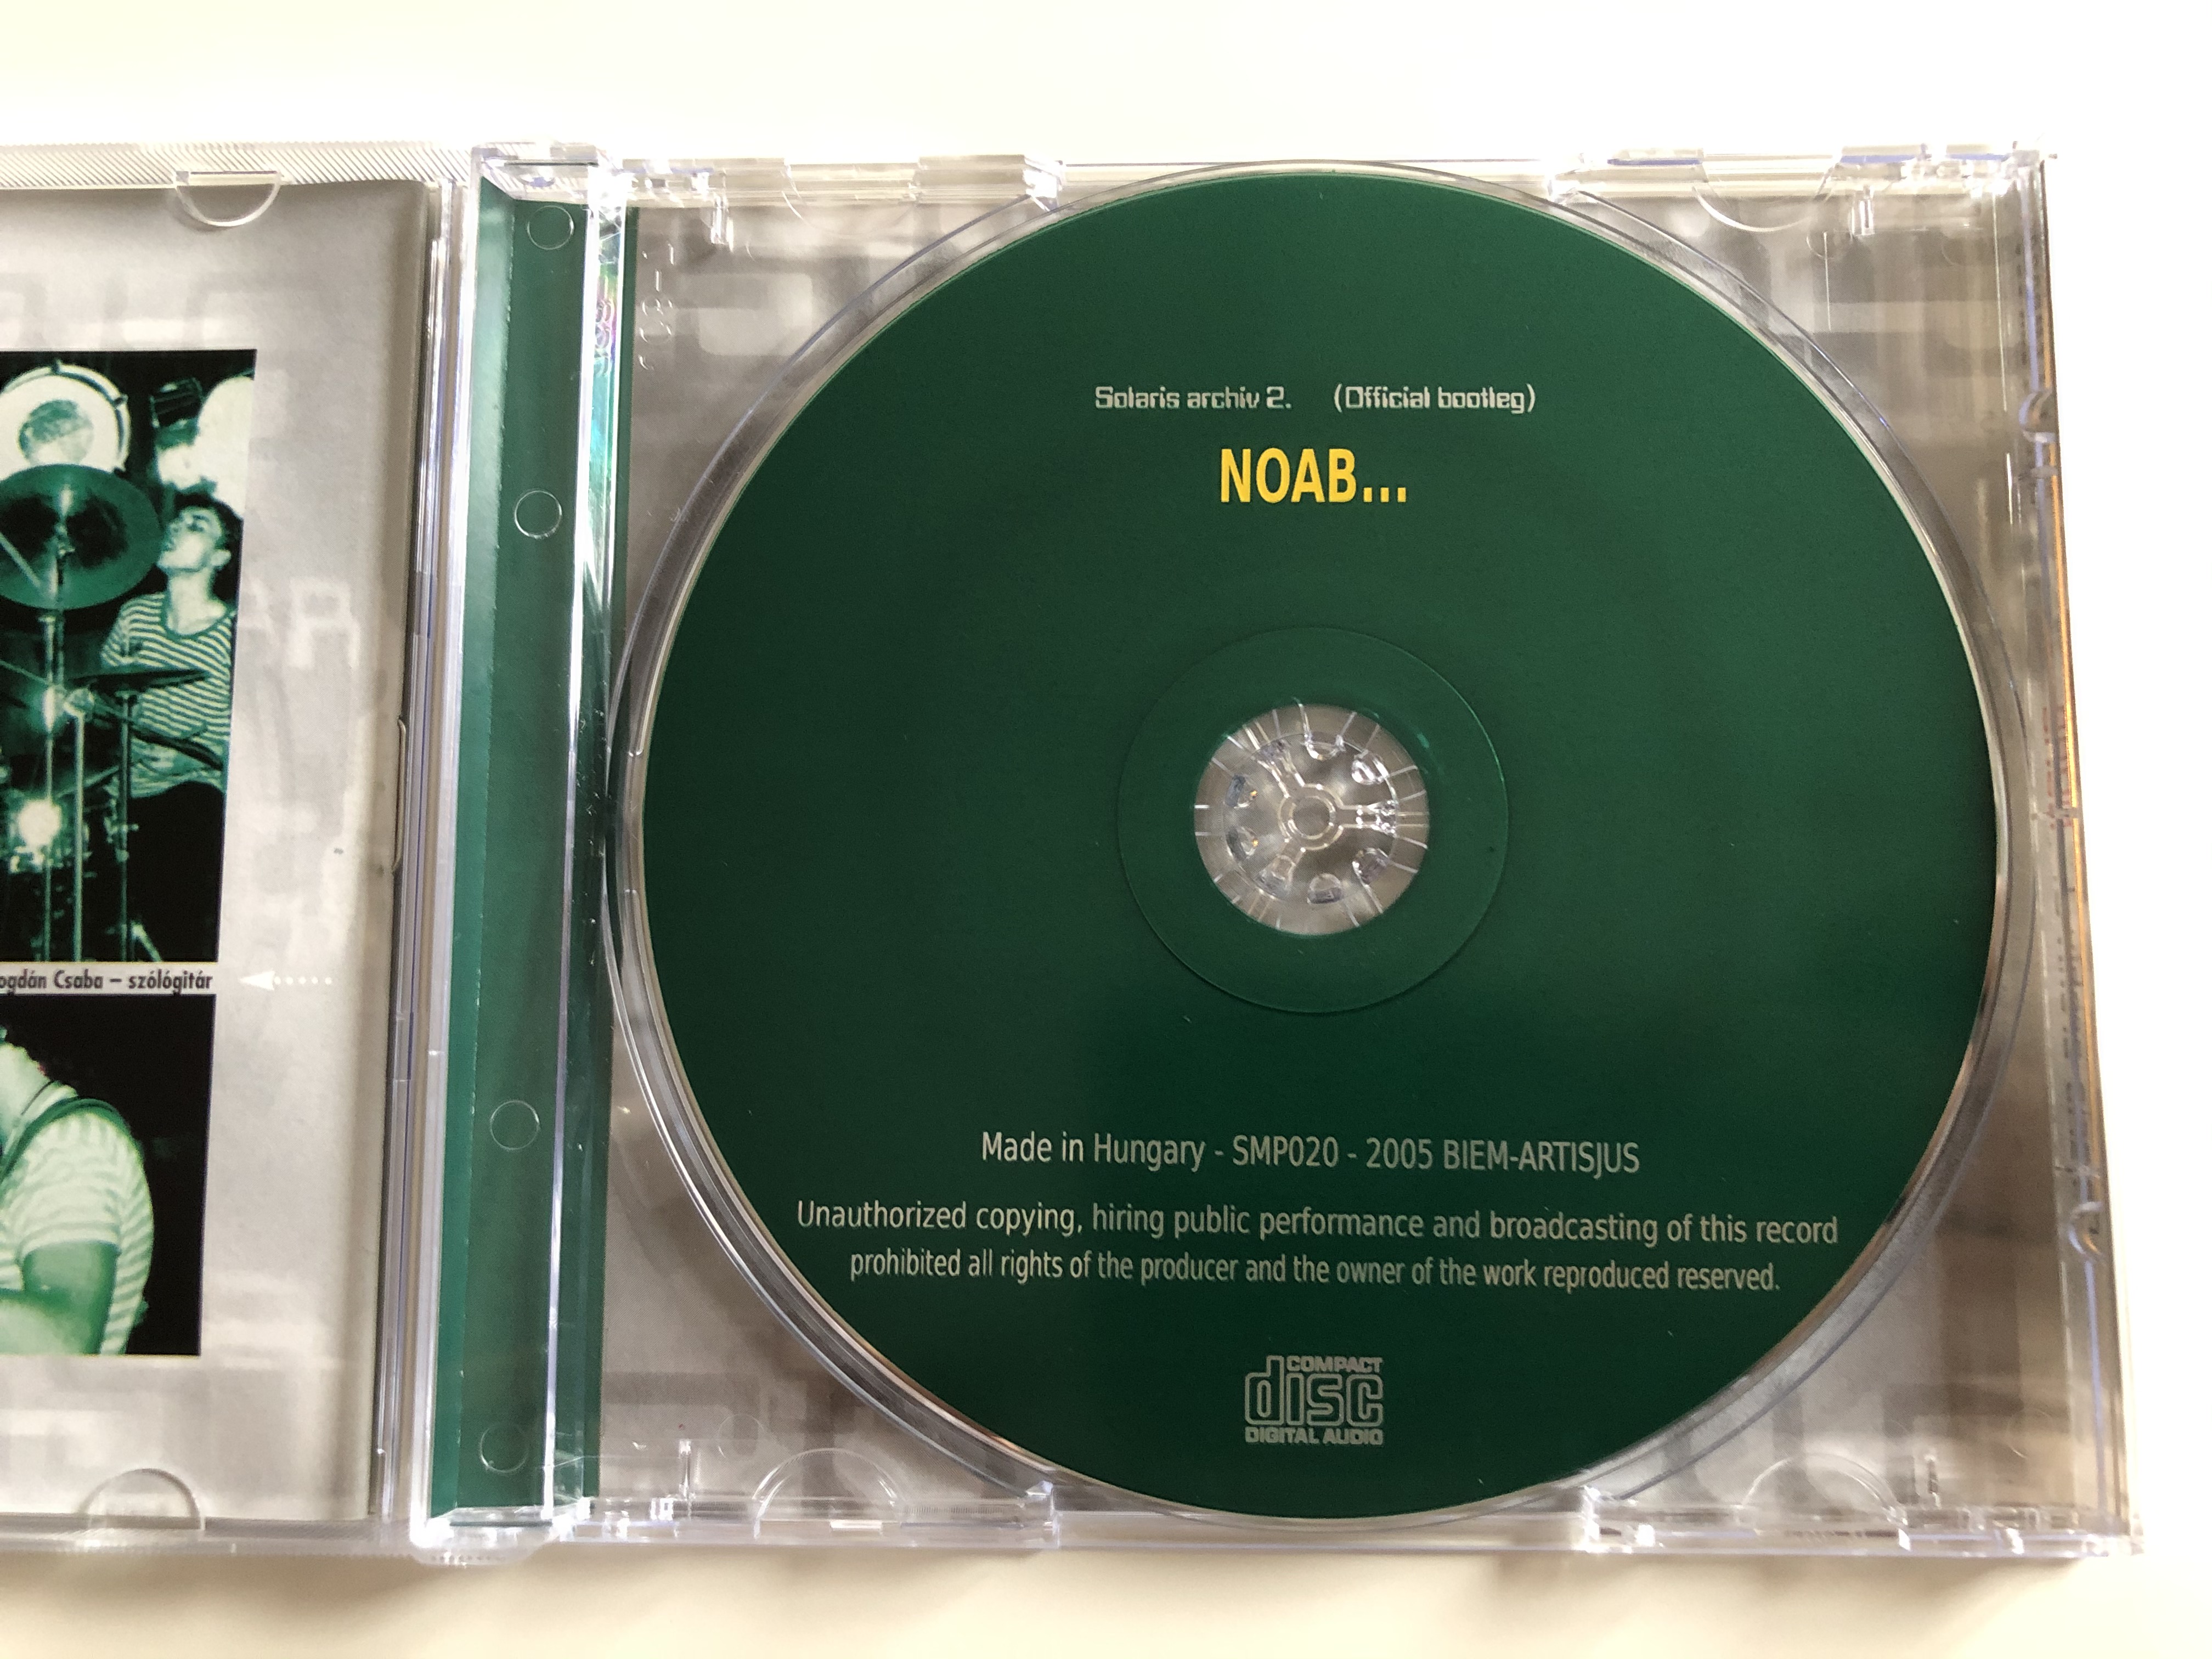 Solaris archiv 2. (Official bootleg)
NOAB...
Csaba – szólógitár
Made in Hungary - SMP020 - 2005 BIEM-ARTISJUS
Unauthorized copying, hiring public performance and broadcasting of this record
prohibited all rights of the producer and the owner of the work reproduced reserved.
COMPACT
disc
DIGITAL AUDIO